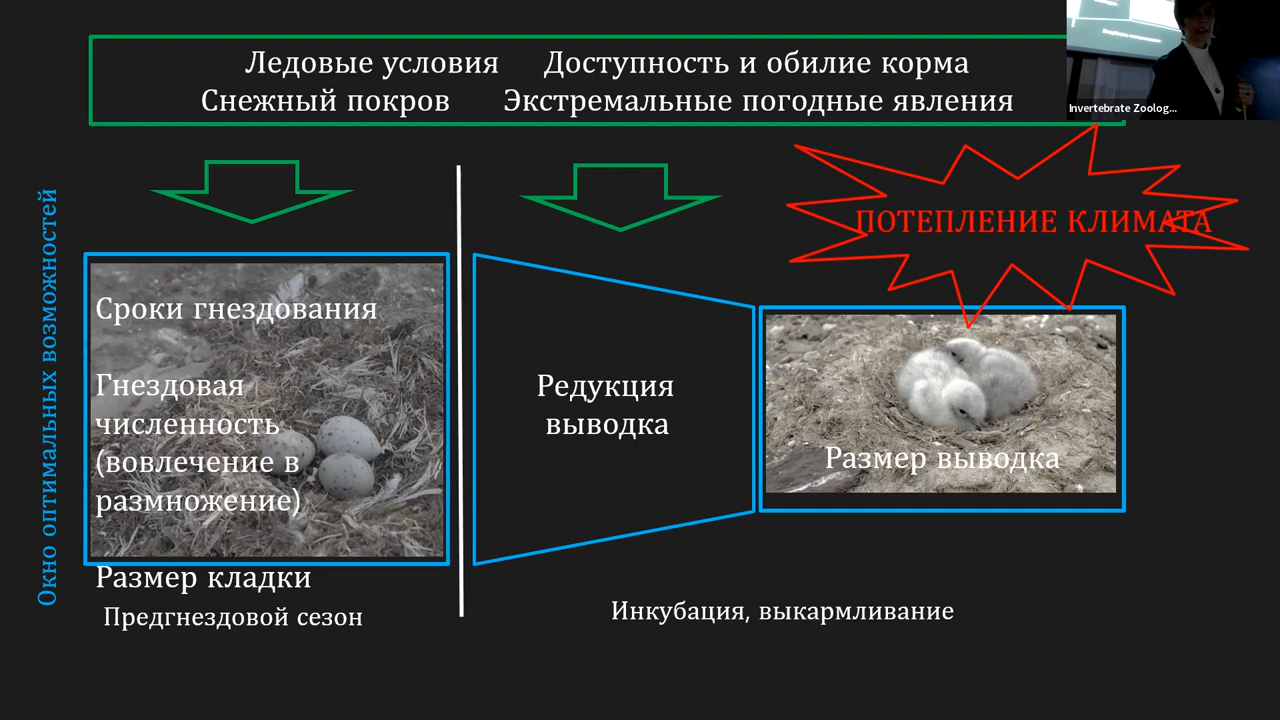 Ледовые условия Доступность и обилие корма
Снежный покров Экстремальные погодные явления
Invertebrate Zoolog...
ПОТЕПЛЕНИЕ КЛИМАТА
Окно оптимальных возможностей
Сроки гнездования
Гнездовая
численность
(вовлечение в
размножение)
Размер кладки
Предгнездовой сезон
Редукция
выводка
Размер выводка
Инкубация, выкармливание